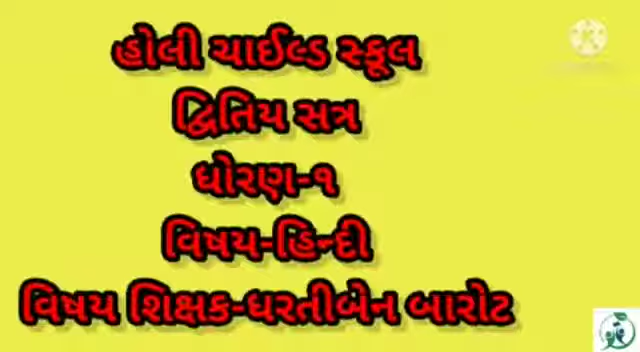 હોલી ચાઈલ્ડ સ્કૂલ
દ્વિતિય સત્ર
ધોરણ-૧
વિષય-હિન્દી
વિષય શિક્ષક-ધરતીબેન બારોટ